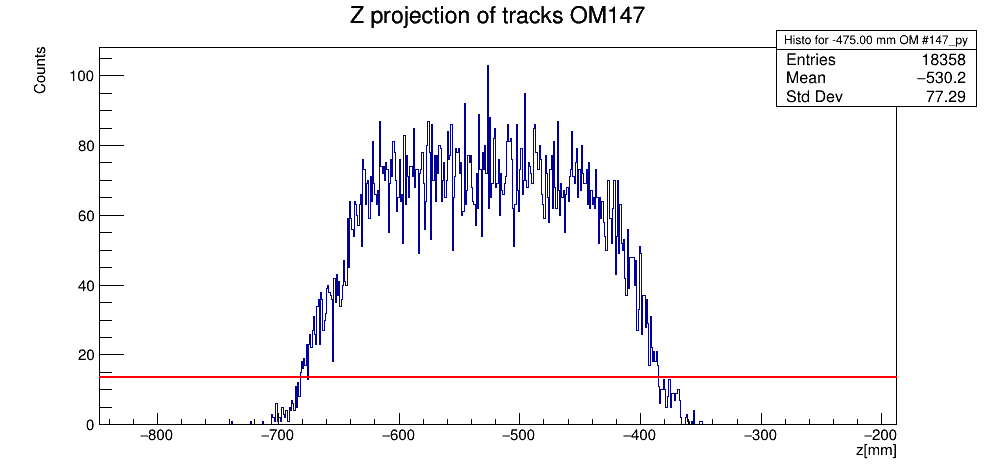 Z projection of tracks OM147
Histo for -475.00 mm OM #147_py
Entries 18358
Mean −530.2
Std Dev 77.29
Counts
100
80
60
40
20
0
−800 −700 −600 −500 −400 −300 −200
z[mm]